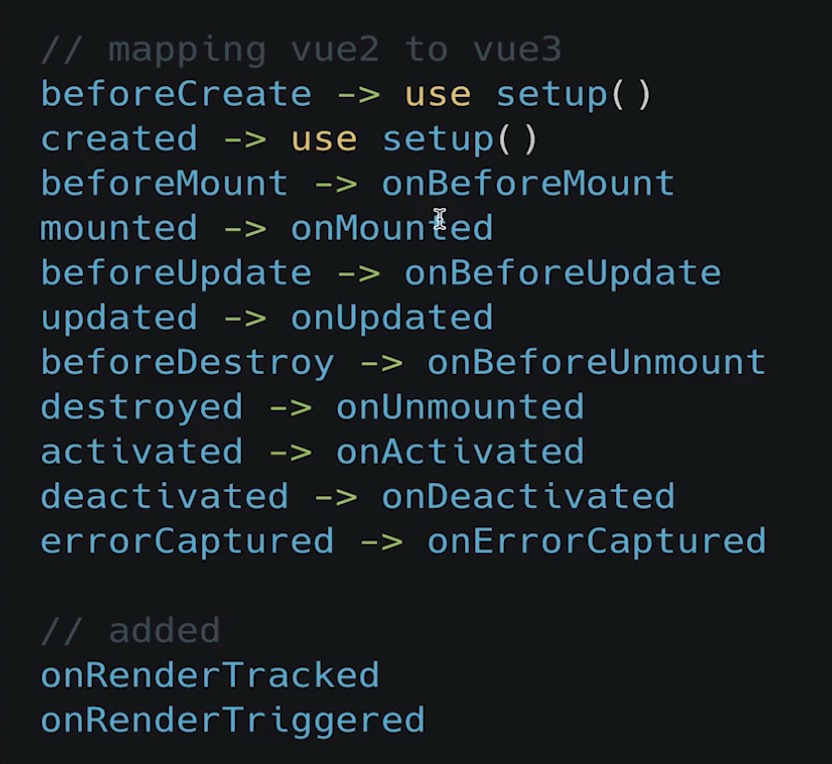 // mapping vue2 to vue3
beforeCreate -> use setup()
created -> use setup()
beforeMount -> onBeforeMount
mounted -> onMounted
beforeUpdate -> onBeforeUpdate
updated -> onUpdated
beforeDestroy -> onBeforeUnmount
destroyed -> onUnmounted
activated -> onActivated
deactivated -> onDeactivated
errorCaptured -> onErrorCaptured
// added
onRenderTracked
onRenderTriggered